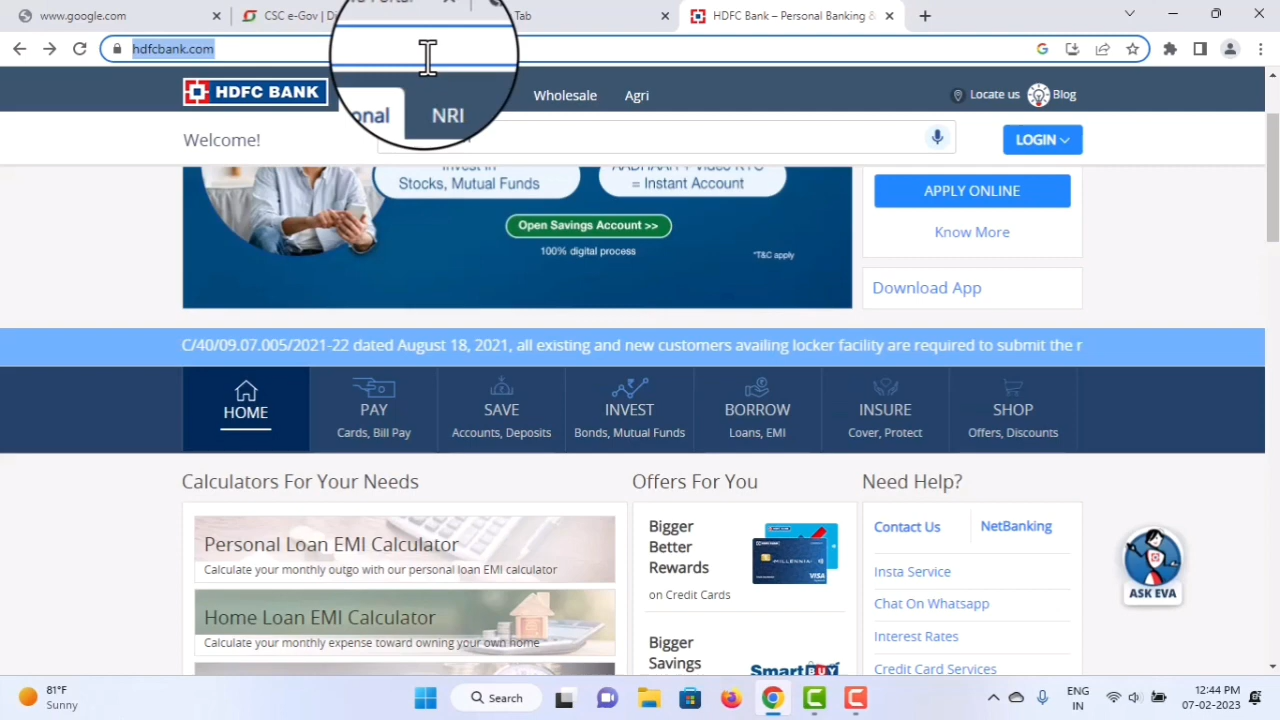 www.google.com
CSC e-Gov | D
Tab
HDFC Bank – Personal Banking &
hdfcbank.com
HDFC BANK
onal
NRI
Wholesale
Agri
Locate us
Blog
Welcome!
LOGIN
Stocks, Mutual Funds
= Instant Account
Open Savings Account >>
100% digital process
*T&C apply
APPLY ONLINE
Know More
Download App
C/40/09.07.005/2021-22 dated August 18, 2021, all existing and new customers availing locker facility are required to submit the r
HOME
PAY
Cards, Bill Pay
SAVE
Accounts, Deposits
INVEST
Bonds, Mutual Funds
BORROW
Loans, EMI
INSURE
Cover, Protect
SHOP
Offers, Discounts
Calculators For Your Needs
Personal Loan EMI Calculator
Calculate your monthly outgo with our personal loan EMI calculator
Home Loan EMI Calculator
Calculate your monthly expense toward owning your own home
Offers For You
Bigger
Better
Rewards
on Credit Cards
MILLENNIA
VISA
Bigger
Savings
SmartBUY
Need Help?
Contact Us
NetBanking
Insta Service
Chat On Whatsapp
Interest Rates
Credit Card Services
ASK EVA
81°F
Sunny
Search
ENG
IN
12:44 PM
07-02-2023